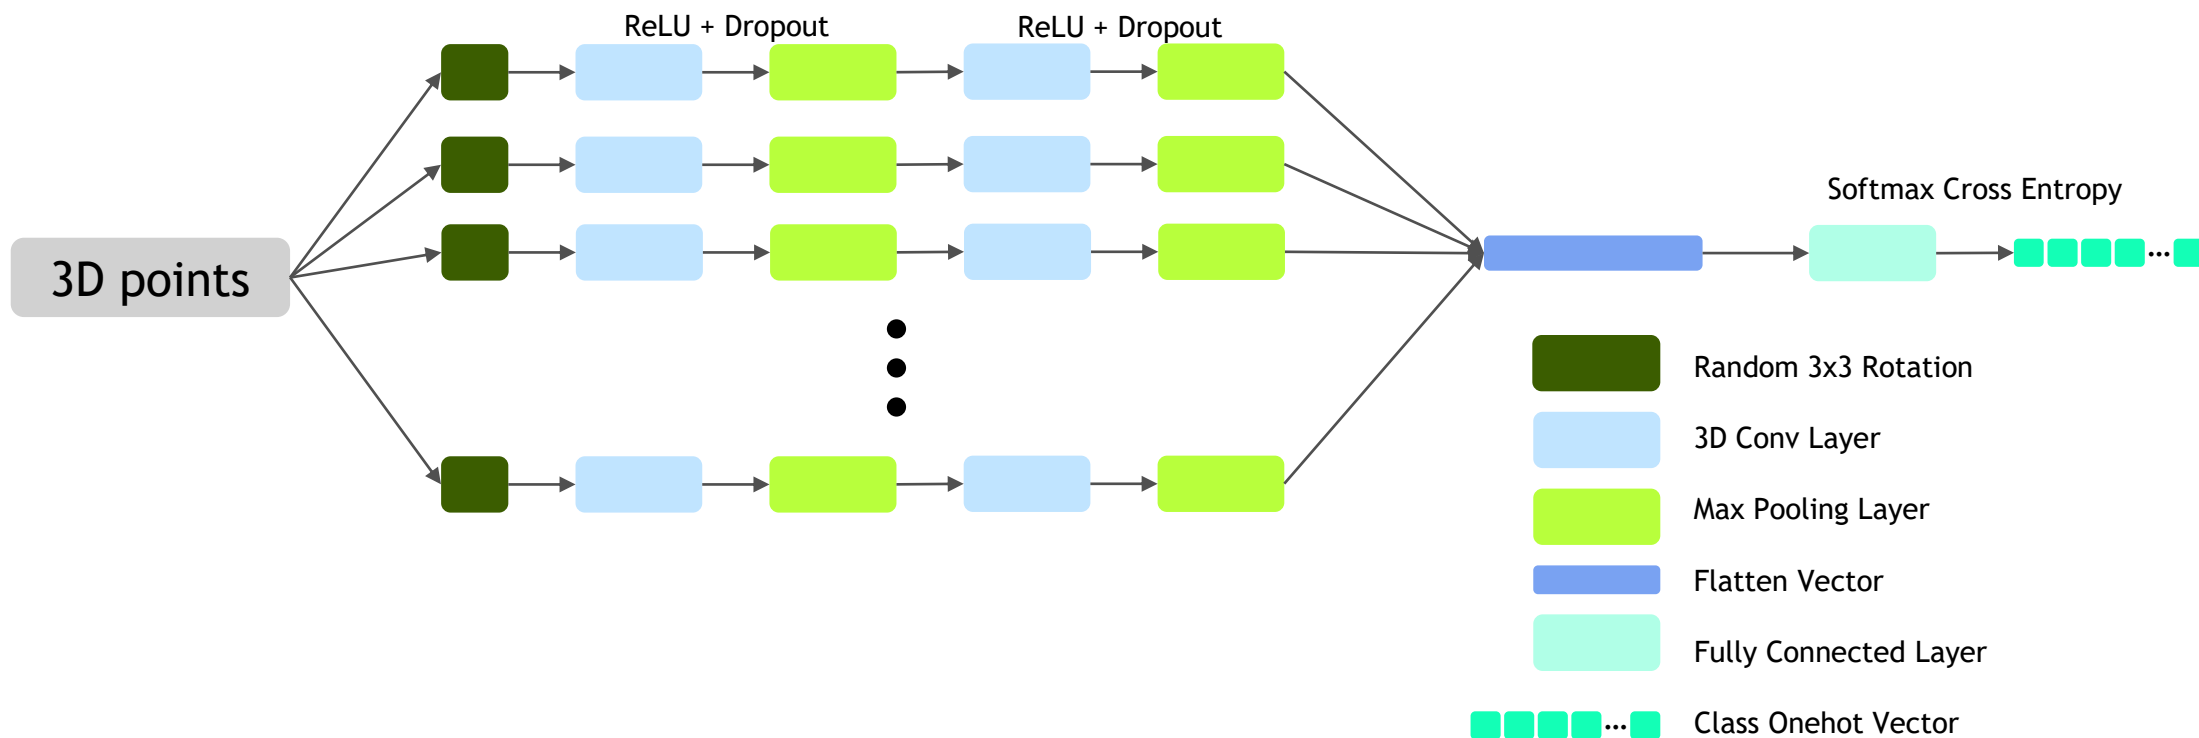 ReLU + Dropout
ReLU + Dropout
3D points
Softmax Cross Entropy
Random 3x3 Rotation
3D Conv Layer
Max Pooling Layer
Flatten Vector
Fully Connected Layer
Class Onehot Vector